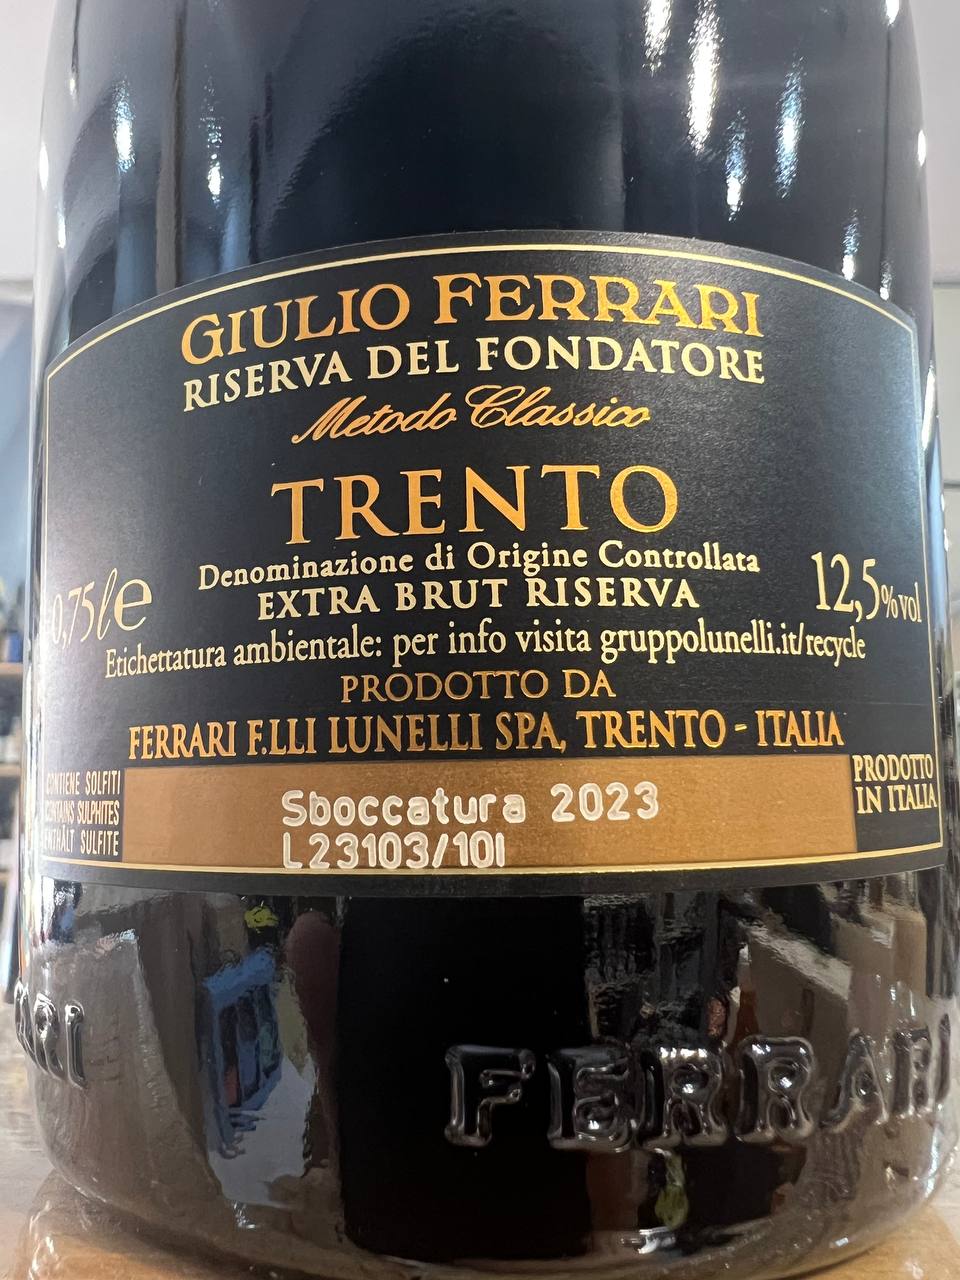 GIULIO FERRARI
RISERVA DEL FONDATORE
Metodo Classico
TRENTO
Denominazione di Origine Controllata
EXTRA BRUT RISERVA
0,75 l e
12,5% vol
Etichettatura ambientale: per info visita gruppolunelli.it/recycle
PRODOTTO DA
FERRARI F.LLI LUNELLI SPA, TRENTO - ITALIA
CONTIENE SOLFITI
CONTAINS SULPHITES
ENTHÄLT SULFITE
Sboccatura 2023
L23103/10I
PRODOTTO
IN ITALIA
FERRARI